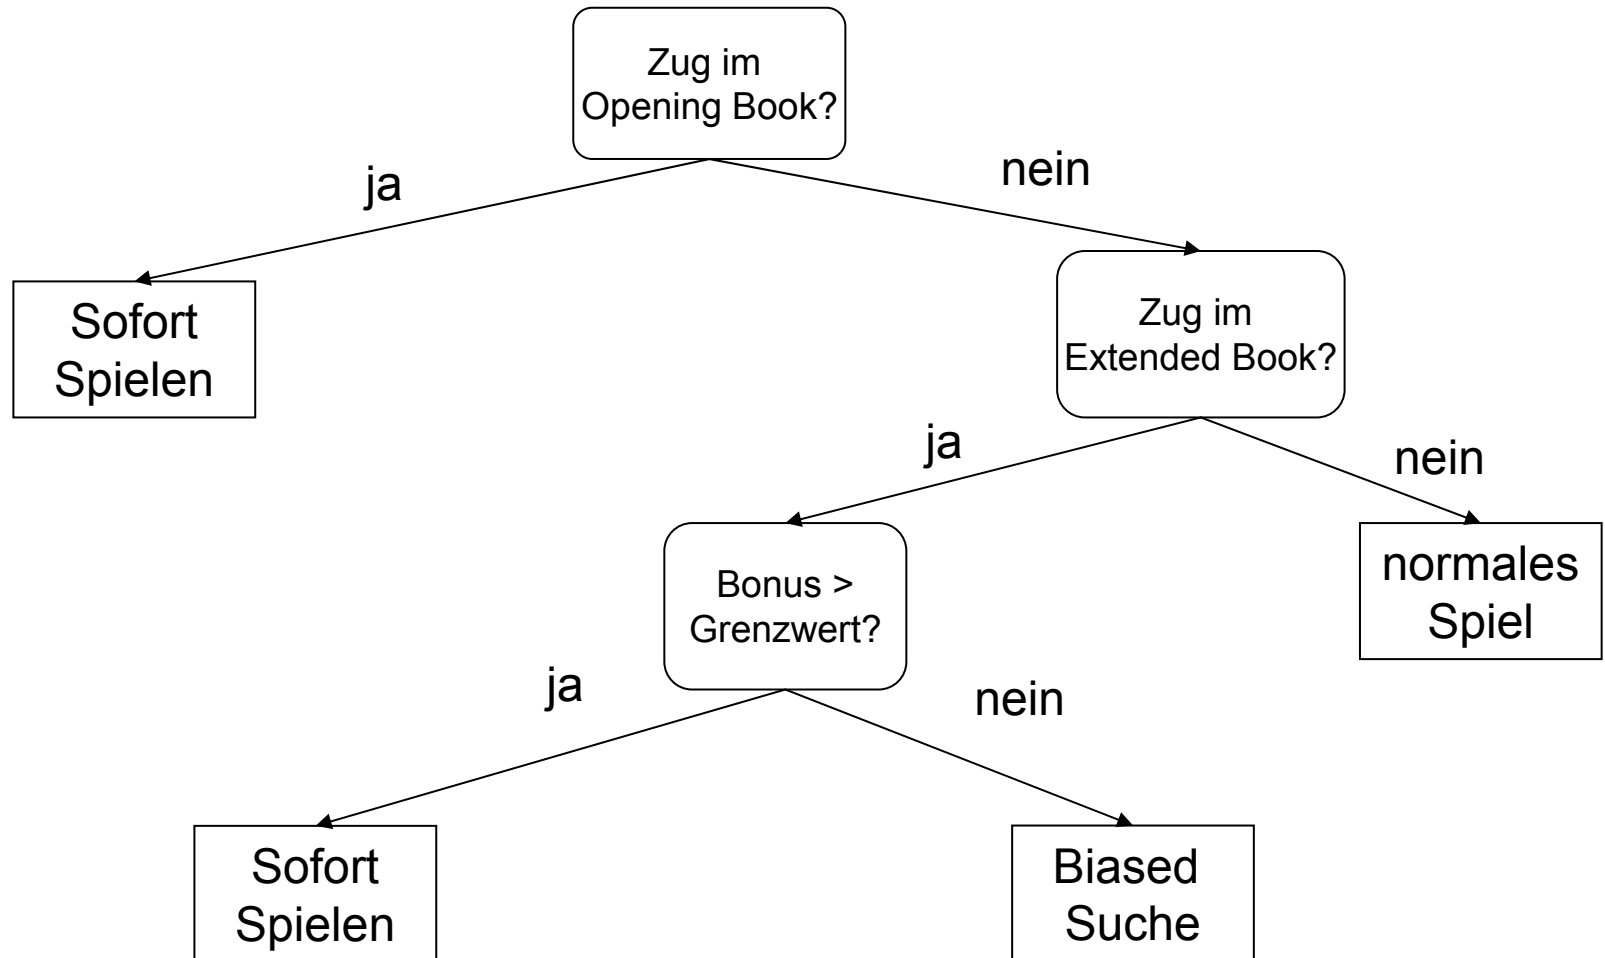 Zug im
Opening Book?
ja
nein
Sofort
Spielen
Zug im
Extended Book?
ja
nein
Bonus >
Grenzwert?
normales
Spiel
ja
nein
Sofort
Spielen
Biased
Suche